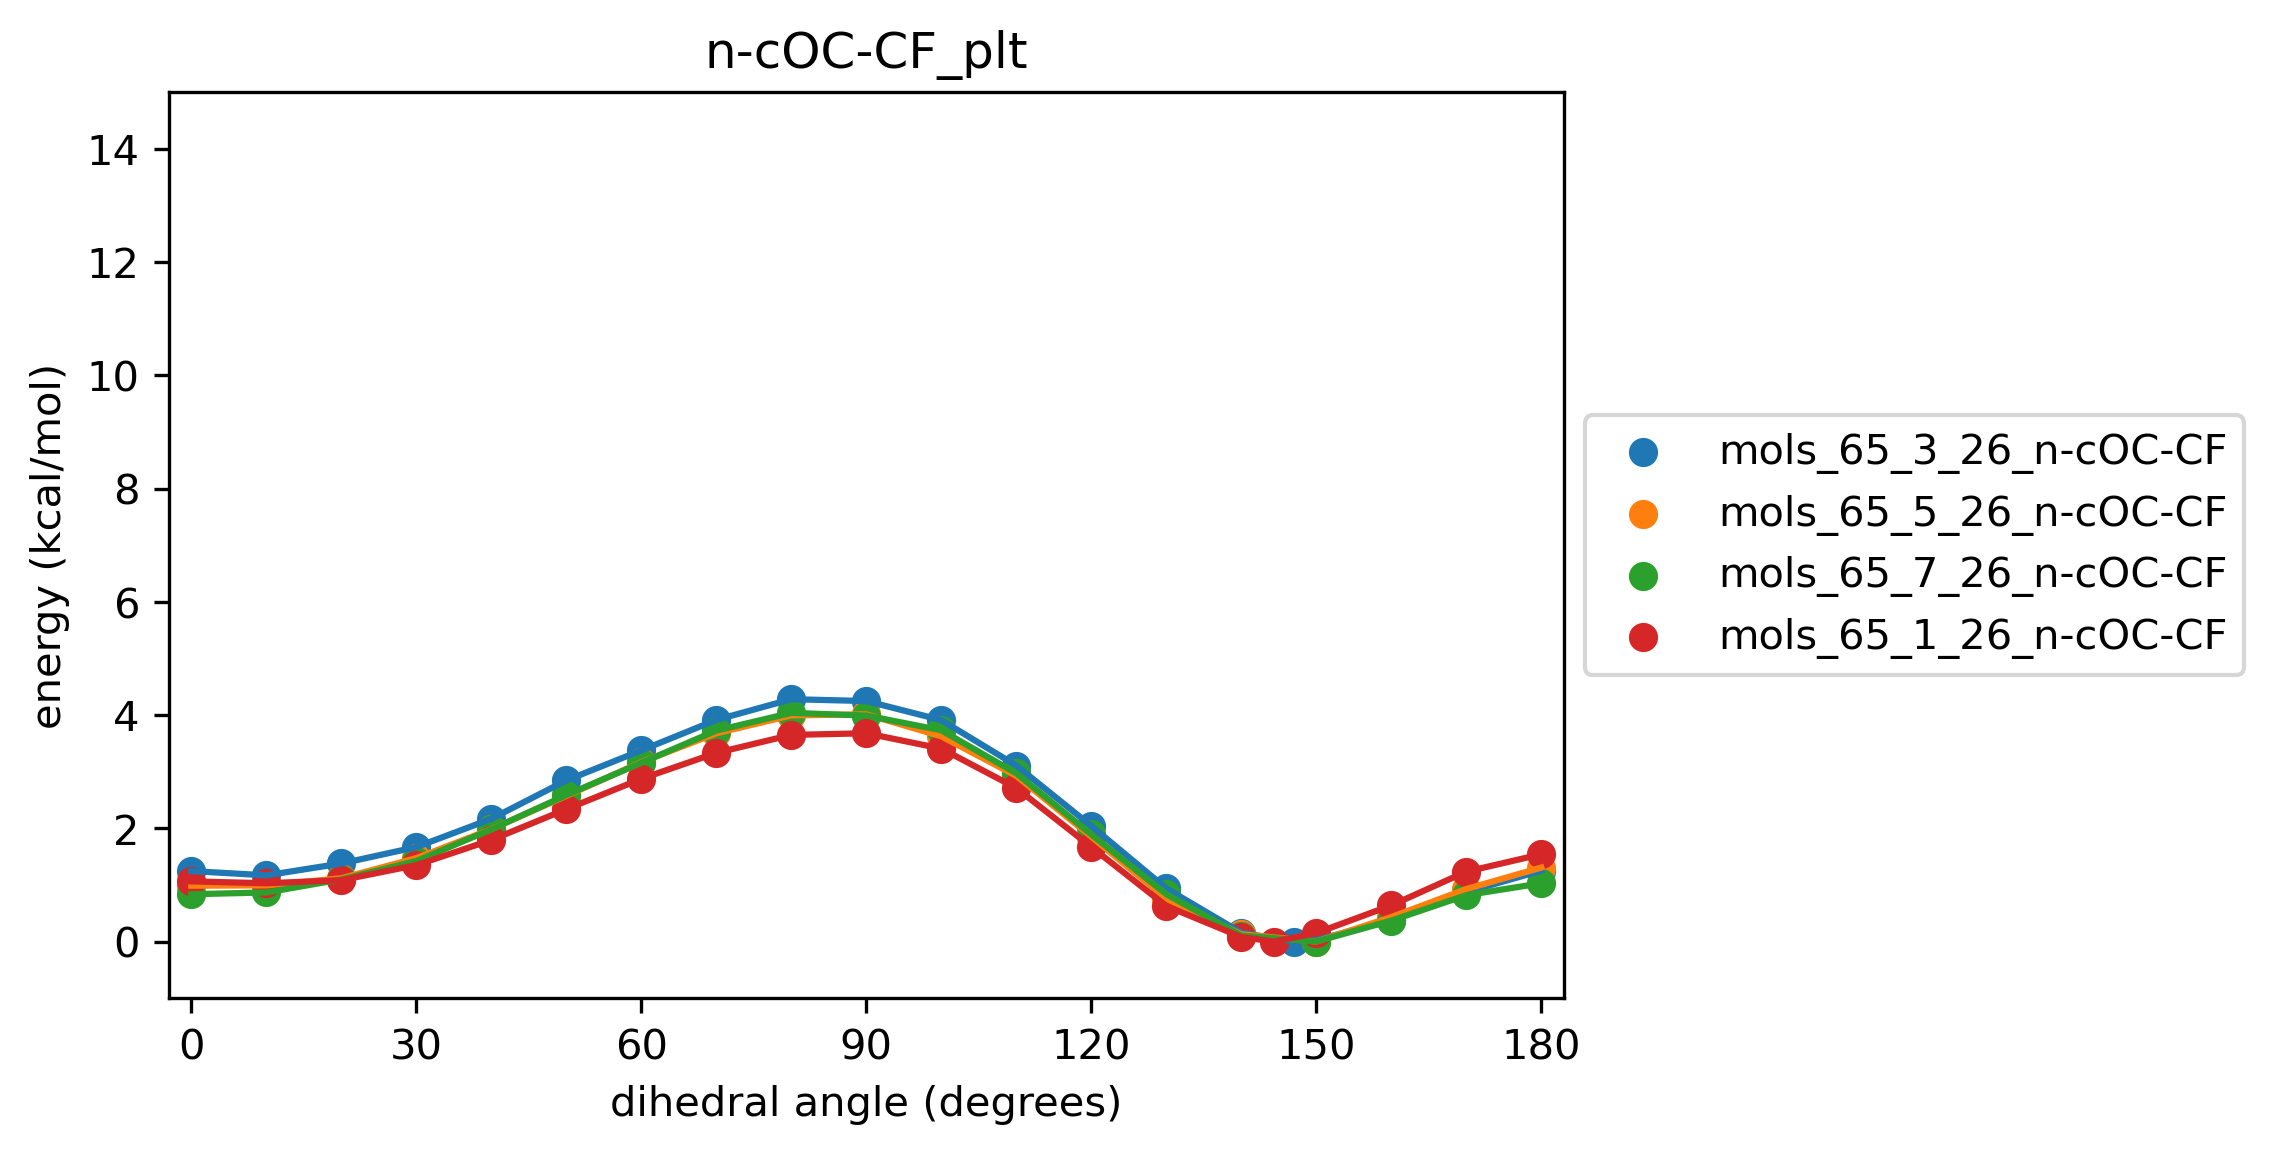 n-cOC-CF_plt
14
12
10
8
6
4
2
0
energy (kcal/mol)
0 30 60 90 120 150 180
dihedral angle (degrees)
mols_65_3_26_n-cOC-CF
mols_65_5_26_n-cOC-CF
mols_65_7_26_n-cOC-CF
mols_65_1_26_n-cOC-CF